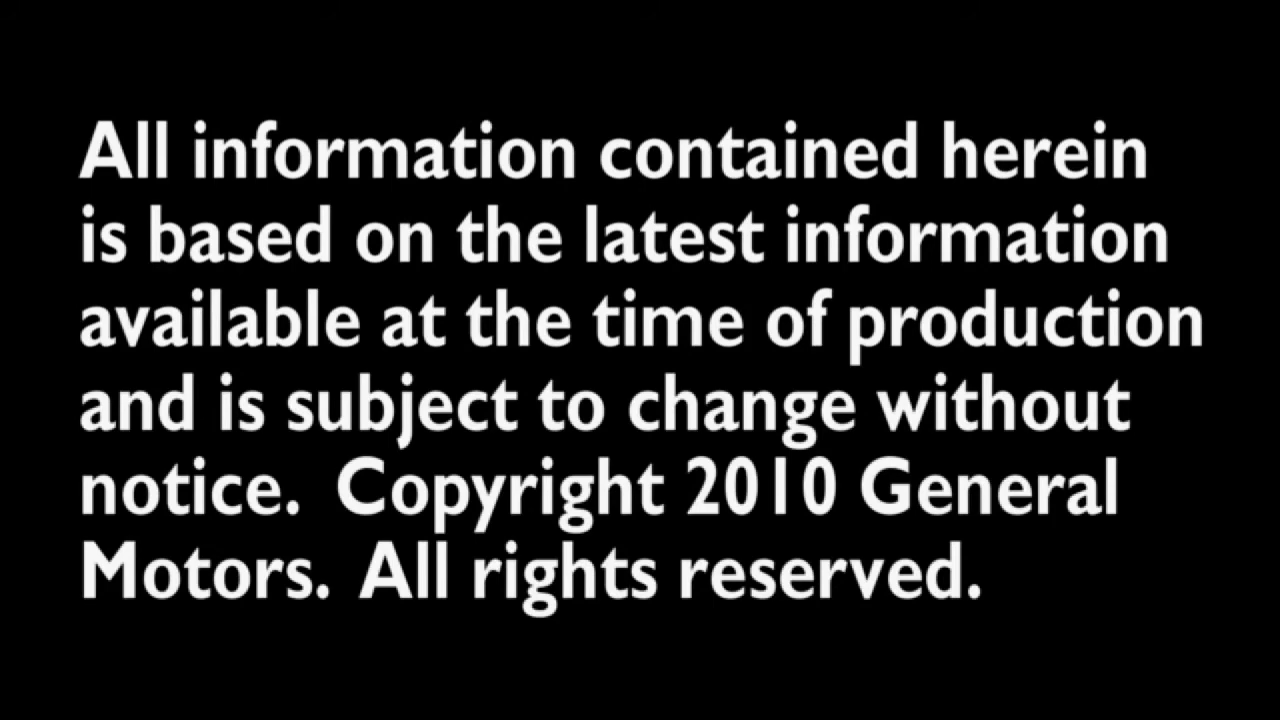 All information contained herein
is based on the latest information
available at the time of production
and is subject to change without
notice.  Copyright 2010 General
Motors.  All rights reserved.